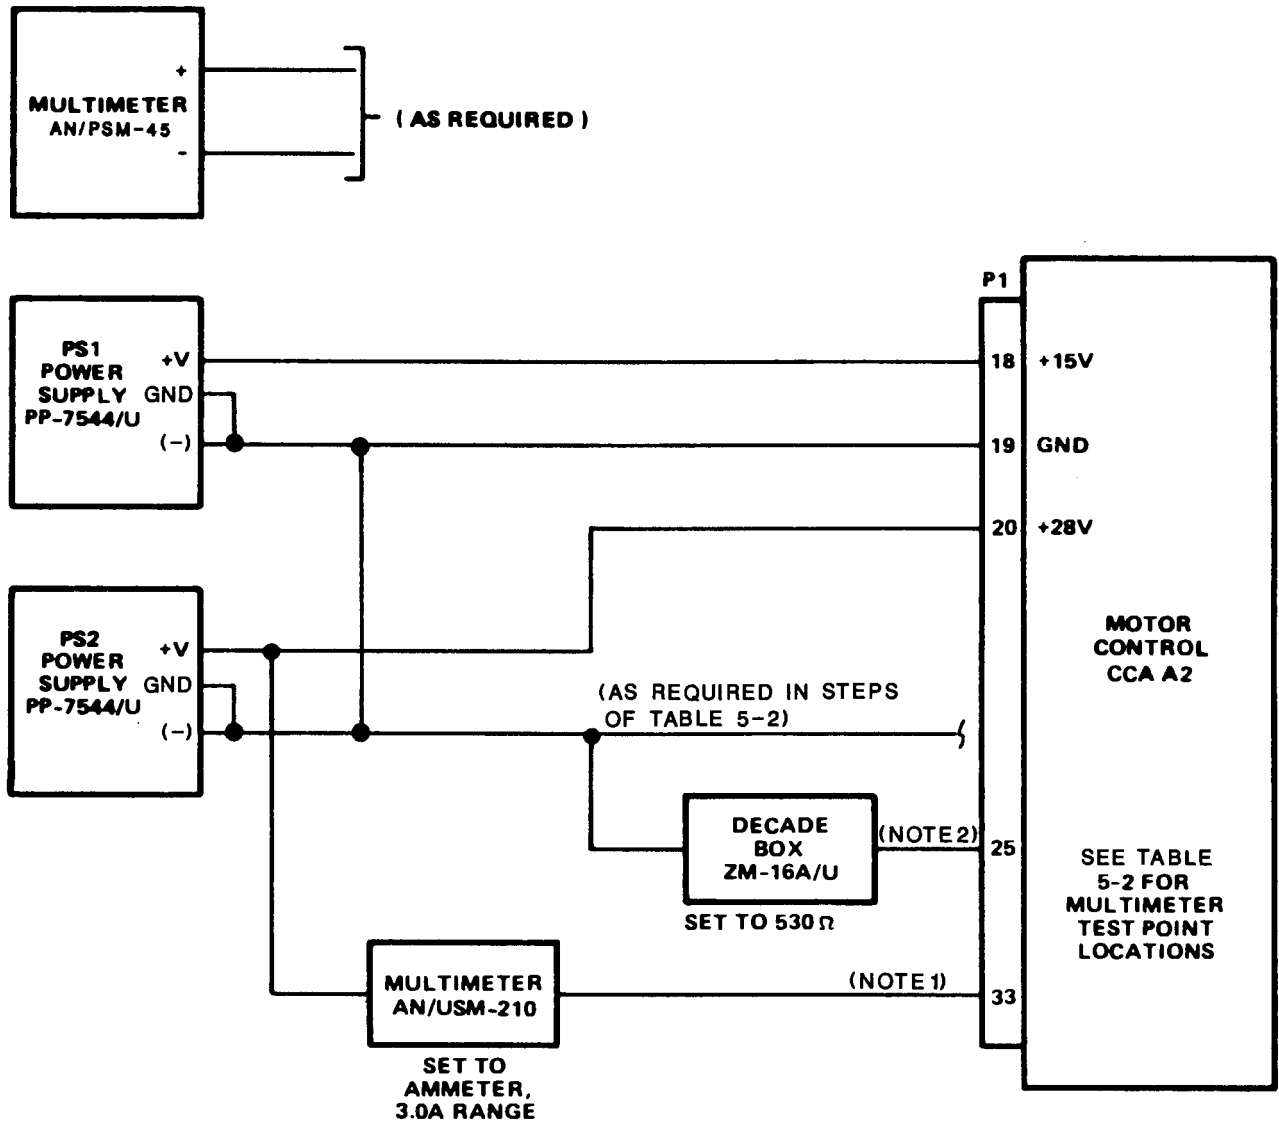 +
MULTIMETER
AN/PSM-45
-
(AS REQUIRED)
P1
PS1
POWER
SUPPLY
PP-7544/U
+V
GND
(-)
18 +15V
19 GND
20 +28V
PS2
POWER
SUPPLY
PP-7544/U
+V
GND
(-)
MOTOR
CONTROL
CCA A2
(AS REQUIRED IN STEPS
OF TABLE 5-2)
DECADE
BOX
ZM-16A/U
SET TO 530 Ω
(NOTE 2)
25
SEE TABLE
5-2 FOR
MULTIMETER
TEST POINT
LOCATIONS
MULTIMETER
AN/USM-210
SET TO
AMMETER,
3.0A RANGE
(NOTE 1)
33